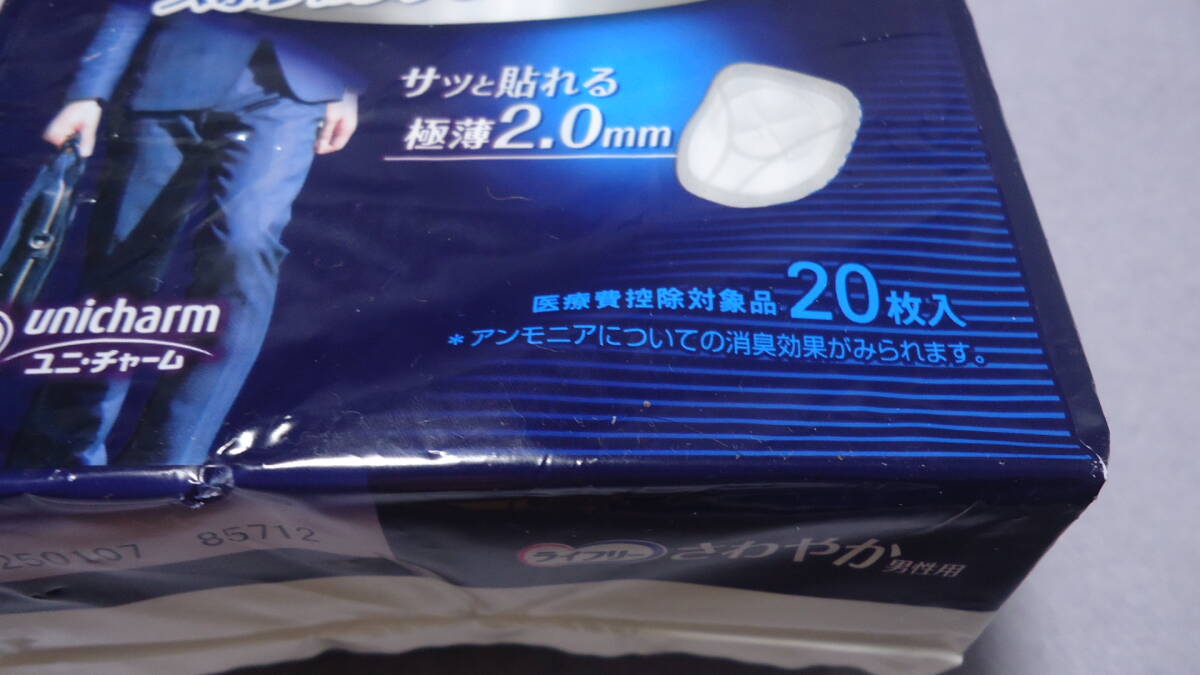 サッと貼れる
極薄2.0mm
医療費控除対象品 20枚入
*アンモニアについての消臭効果がみられます。
unicharm
ユニ・チャーム
250107 85712
ライフリー さわやか 男性用